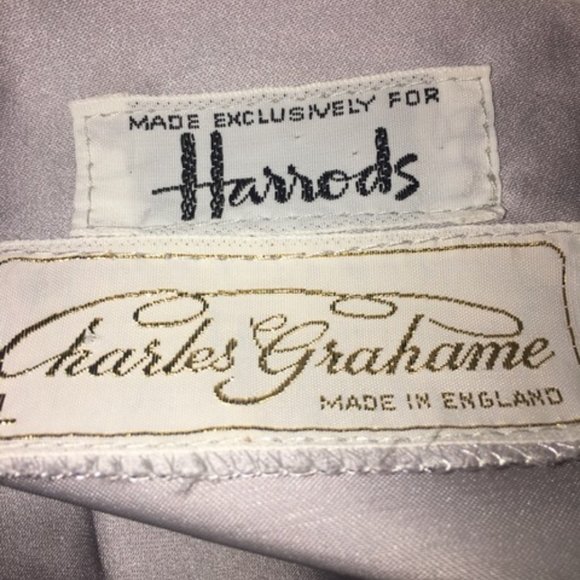 MADE EXCLUSIVELY FOR
Harrods
Charles Grahame
MADE IN ENGLAND